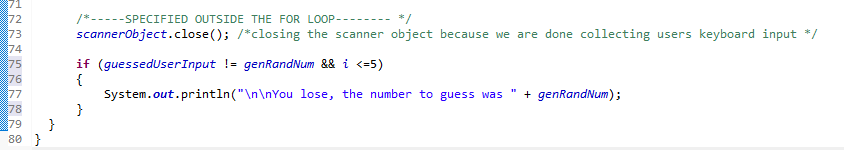 71
72 /*-----SPECIFIED OUTSIDE THE FOR LOOP-------- */
73 scannerObject.close(); /*closing the scanner object because we are done collecting users keyboard input */
74
75 if (guessedUserInput != genRandNum && i <=5)
76 {
77 System.out.println("\n\nYou lose, the number to guess was " + genRandNum);
78 }
79 }
80 }